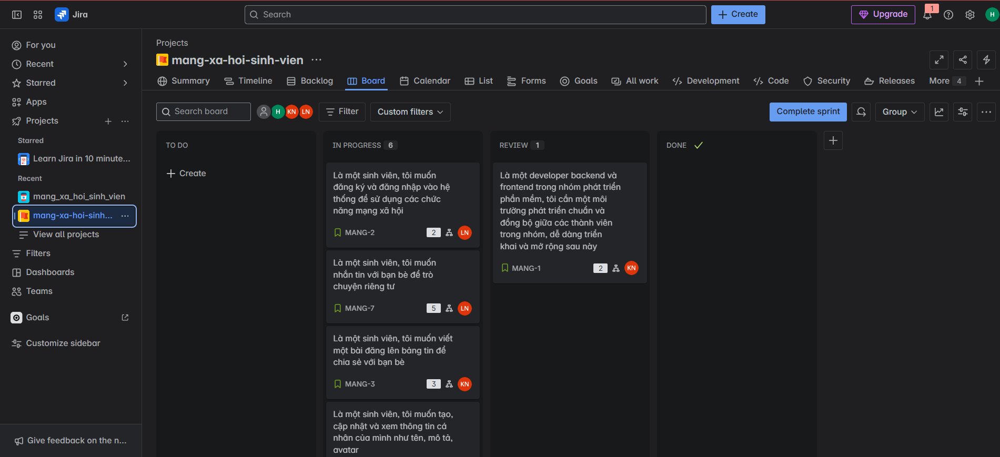 Jira
Search
Create
Upgrade
1
H
For you
Recent
Starred
Apps
Projects
Starred
Learn Jira in 10 minute...
Recent
mang_xa_hoi_sinh_vien
mang-xa-hoi-sinh...
View all projects
Filters
Dashboards
Teams
Goals
Customize sidebar
Give feedback on the n...
Projects
mang-xa-hoi-sinh-vien
Summary
Timeline
Backlog
Board
Calendar
List
Forms
Goals
All work
Development
Code
Security
Releases
More 4
Search board
H
KN
LN
Filter
Custom filters
Complete sprint
Group
TO DO
Create
IN PROGRESS 6
Là một sinh viên, tôi muốn
đăng ký và đăng nhập vào hệ
thống để sử dụng các chức
năng mạng xã hội
MANG-2
2
LN
Là một sinh viên, tôi muốn
nhắn tin với bạn bè để trò
chuyện riêng tư
MANG-7
5
LN
Là một sinh viên, tôi muốn viết
một bài đăng lên bảng tin để
chia sẻ với bạn bè
MANG-3
3
KN
Là một sinh viên, tôi muốn tạo,
cập nhật và xem thông tin cá
nhân của mình như tên, mô tả,
avatar
REVIEW 1
Là một developer backend và
frontend trong nhóm phát triển
phần mềm, tôi cần một môi
trường phát triển chuẩn và
đồng bộ giữa các thành viên
trong nhóm, dễ dàng triển
khai và mở rộng sau này
MANG-1
2
KN
DONE